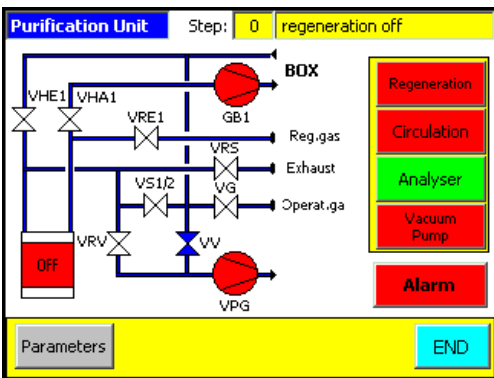 Purification Unit
Step: 0 regeneration off
BOX
VHE1
VHA1
GB1
VRE1
Reg.gas
VRS
Exhaust
VS1/2
VG
Operat.ga
VRV
VV
OFF
VPG
Regeneration
Circulation
Analyser
Vacuum
Pump
Alarm
Parameters
END